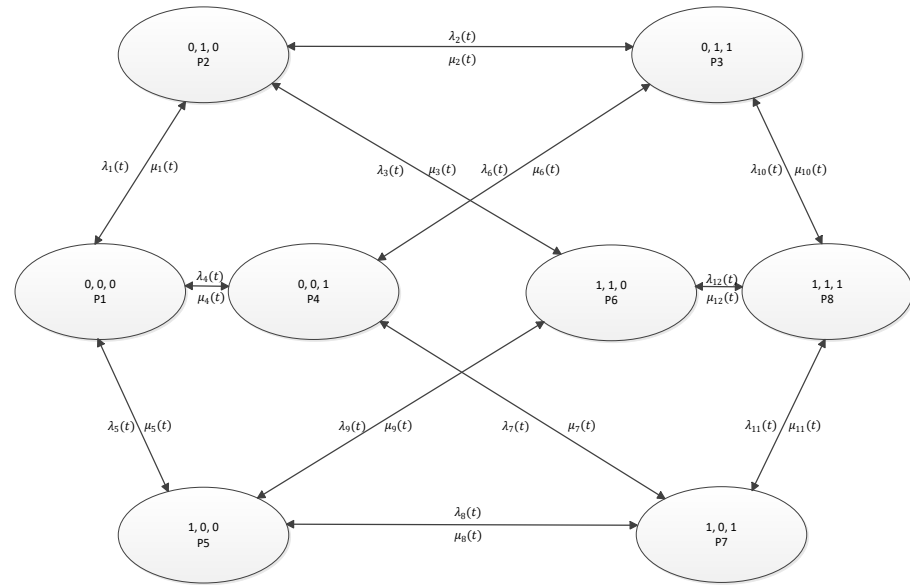 0, 1, 0
P2
λ₂(t)
μ₂(t)
0, 1, 1
P3
λ₁(t) μ₁(t)
λ₃(t) μ₃(t)
λ₆(t) μ₆(t)
λ₁₀(t) μ₁₀(t)
0, 0, 0
P1
λ₄(t)
μ₄(t)
0, 0, 1
P4
1, 1, 0
P6
λ₁₂(t)
μ₁₂(t)
1, 1, 1
P8
λ₅(t) μ₅(t)
λ₉(t) μ₉(t)
λ₇(t) μ₇(t)
λ₁₁(t) μ₁₁(t)
1, 0, 0
P5
λ₈(t)
μ₈(t)
1, 0, 1
P7